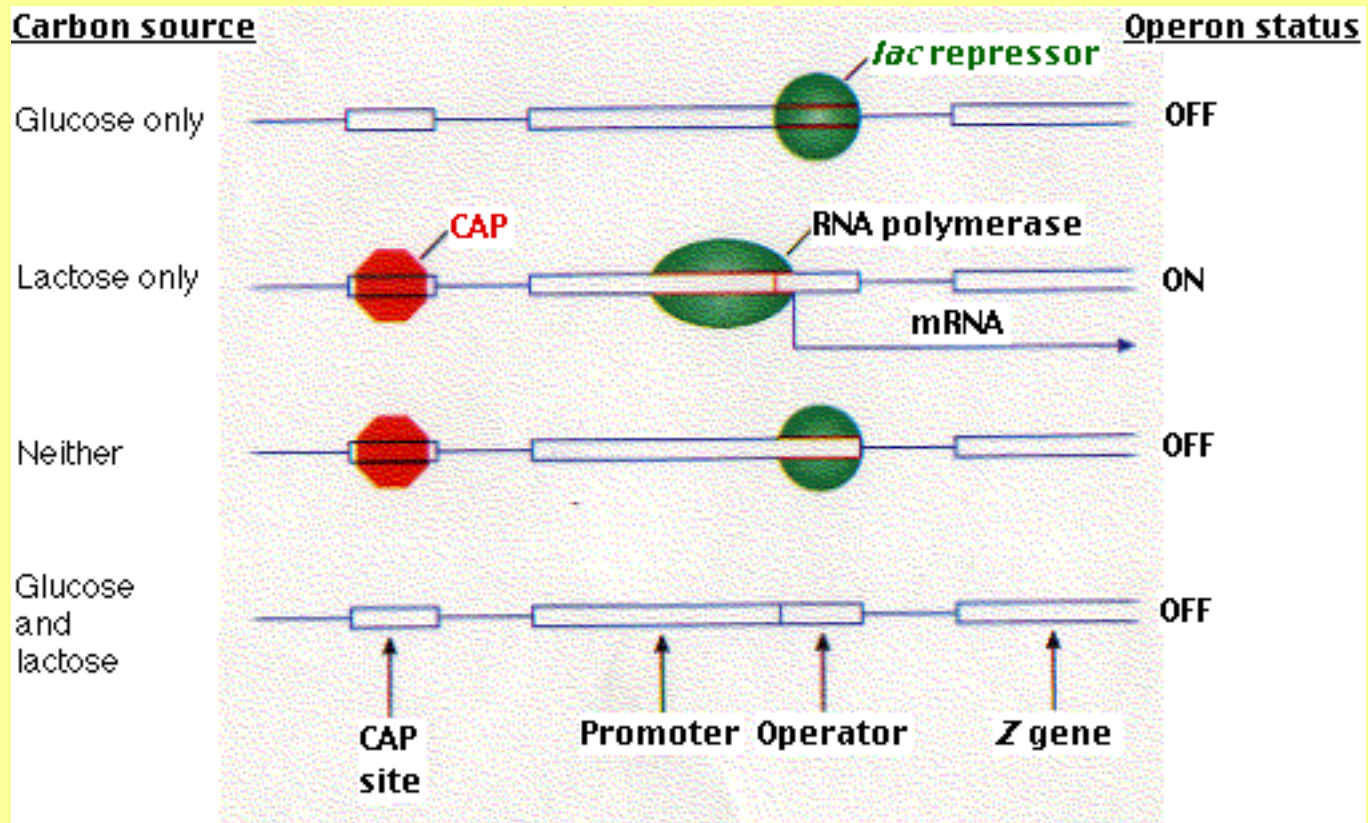 Carbon source
Operon status
lac repressor
Glucose only
OFF
CAP
RNA polymerase
Lactose only
ON
mRNA
Neither
OFF
Glucose
and
lactose
OFF
CAP
site
Promoter
Operator
Z gene